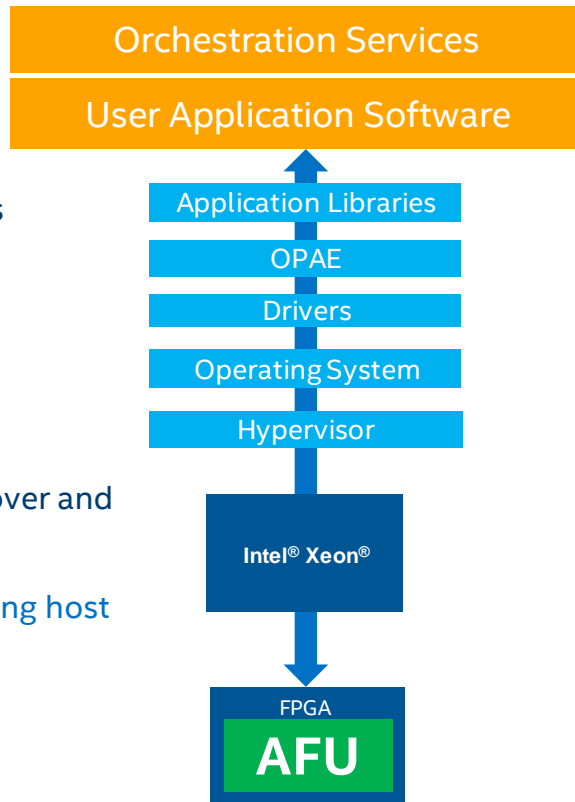 Orchestration Services
User Application Software
s
Application Libraries
OPAE
Drivers
Operating System
Hypervisor
over and
Intel® Xeon®
ng host
FPGA
AFU